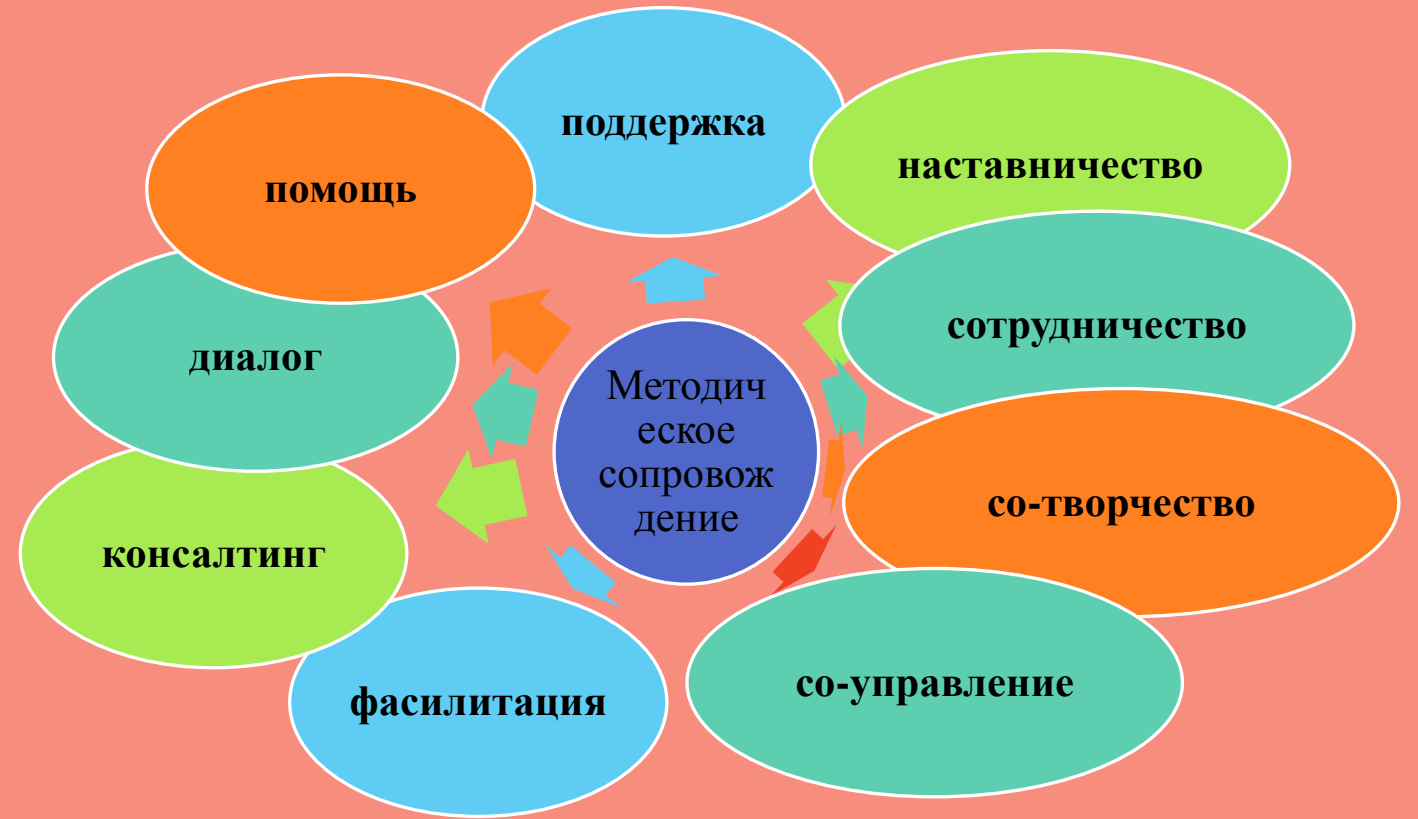 поддержка
наставничество
помощь
сотрудничество
диалог
Методич
еское
сопровож
дение
со-творчество
консалтинг
со-управление
фасилитация